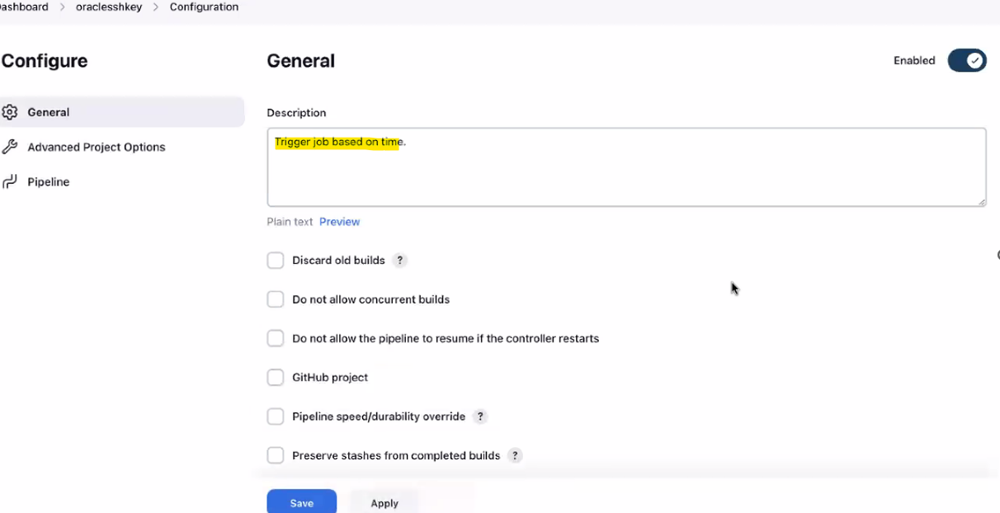 Dashboard > oraclesshkey > Configuration
Configure
General
Enabled
General
Advanced Project Options
Pipeline
Description
Trigger job based on time.
Plain text Preview
Discard old builds ?
Do not allow concurrent builds
Do not allow the pipeline to resume if the controller restarts
GitHub project
Pipeline speed/durability override ?
Preserve stashes from completed builds ?
Save Apply